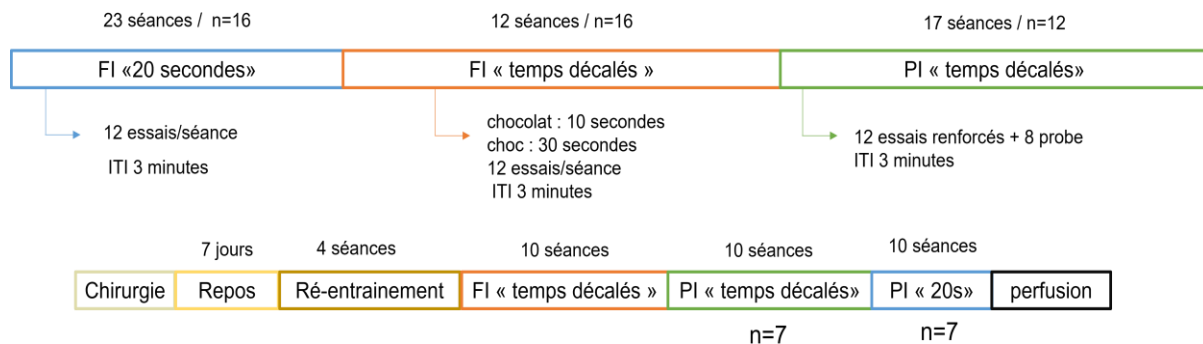 23 séances / n=16
12 séances / n=16
17 séances / n=12
FI «20 secondes»
FI « temps décalés »
PI « temps décalés»
12 essais/séance
ITI 3 minutes
chocolat : 10 secondes
choc : 30 secondes
12 essais/séance
ITI 3 minutes
12 essais renforcés + 8 probe
ITI 3 minutes
7 jours
4 séances
10 séances
10 séances
10 séances
Chirurgie
Repos
Ré-entrainement
FI « temps décalés »
PI « temps décalés»
PI « 20s»
perfusion
n=7
n=7